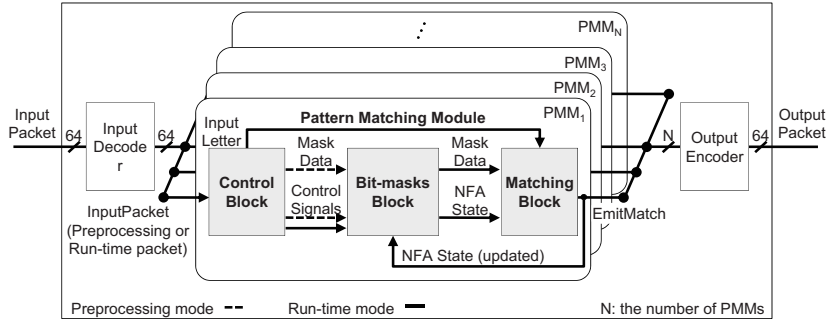 PMM_N
PMM_3
PMM_2
PMM_1
Input
Packet
64
Input
Decode
r
64
Input
Letter
Pattern Matching Module
Control
Block
Mask
Data
Control
Signals
Bit-masks
Block
Mask
Data
NFA
State
Matching
Block
NFA State (updated)
InputPacket
(Preprocessing or
Run-time packet)
EmitMatch
N
Output
Encoder
64
Output
Packet
Preprocessing mode
Run-time mode
N: the number of PMMs